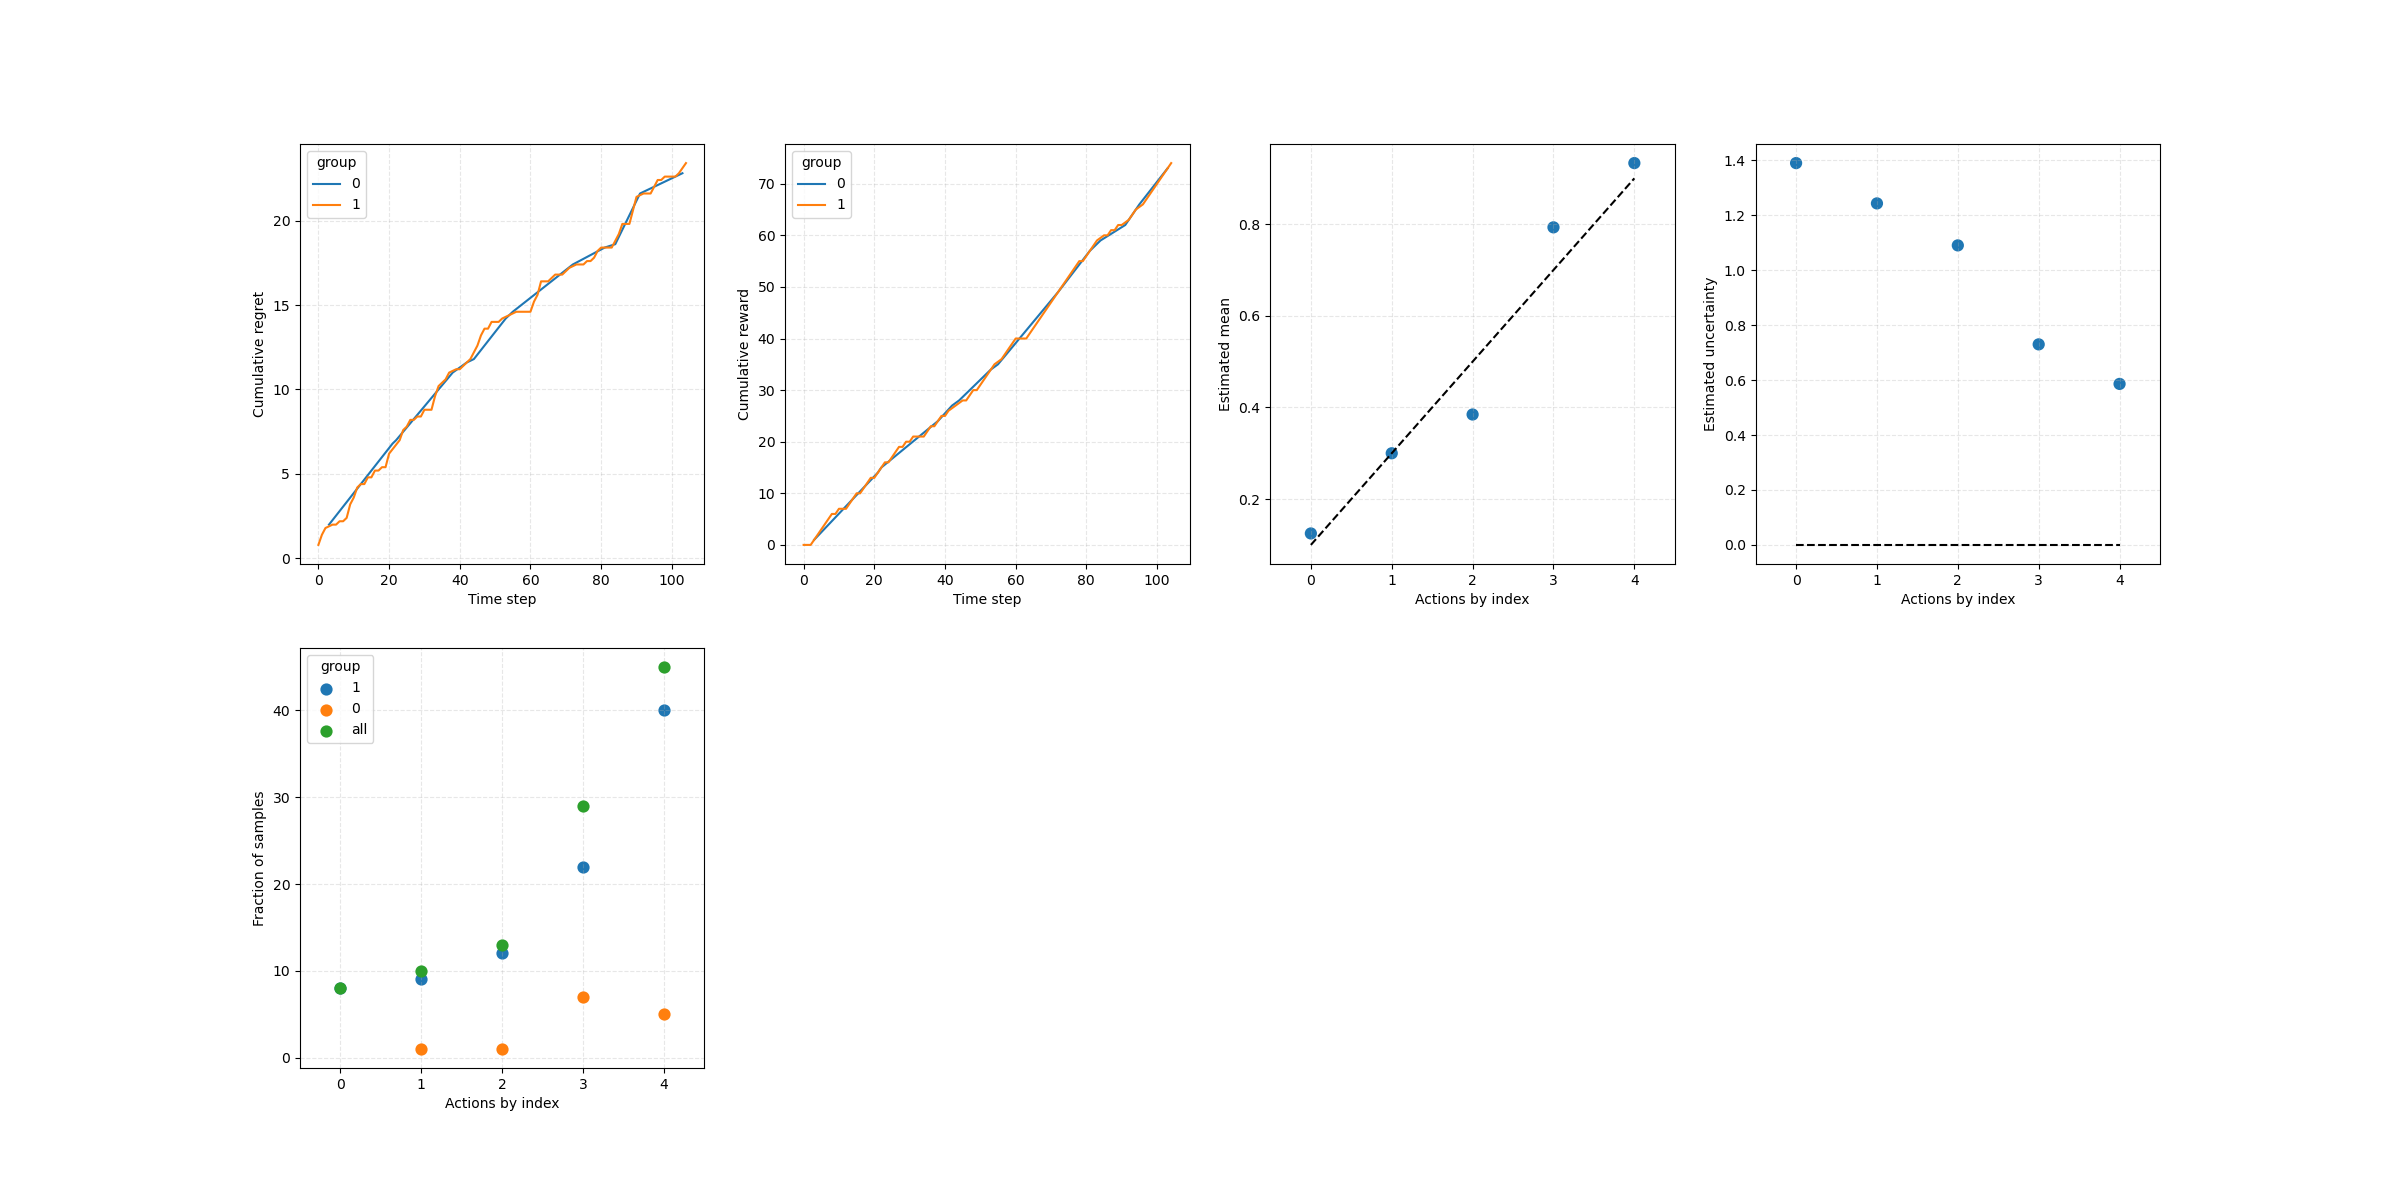 group
0
1
Cumulative regret
0
5
10
15
20
0 20 40 60 80 100
Time step
group
0
1
Cumulative reward
0
10
20
30
40
50
60
70
0 20 40 60 80 100
Time step
Estimated mean
0.2
0.4
0.6
0.8
0 1 2 3 4
Actions by index
Estimated uncertainty
0.0
0.2
0.4
0.6
0.8
1.0
1.2
1.4
0 1 2 3 4
Actions by index
group
1
0
all
Fraction of samples
0
10
20
30
40
0 1 2 3 4
Actions by index